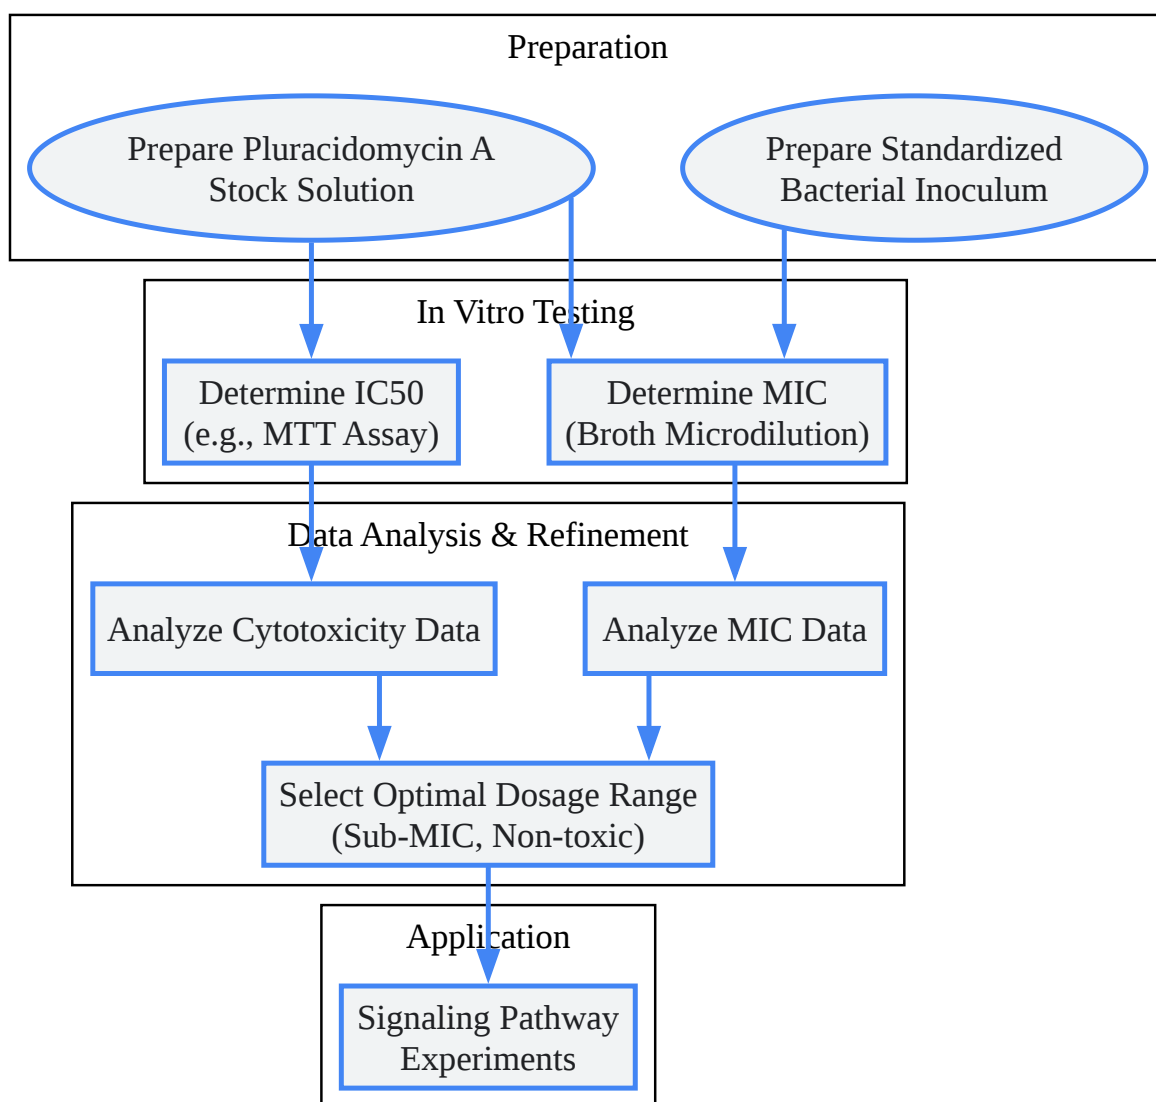 Preparation
Prepare Pluracidomycin A
Stock Solution
Prepare Standardized
Bacterial Inoculum
In Vitro Testing
Determine IC50
(e.g., MTT Assay)
Determine MIC
(Broth Microdilution)
Data Analysis & Refinement
Analyze Cytotoxicity Data
Analyze MIC Data
Select Optimal Dosage Range
(Sub-MIC, Non-toxic)
Application
Signaling Pathway
Experiments